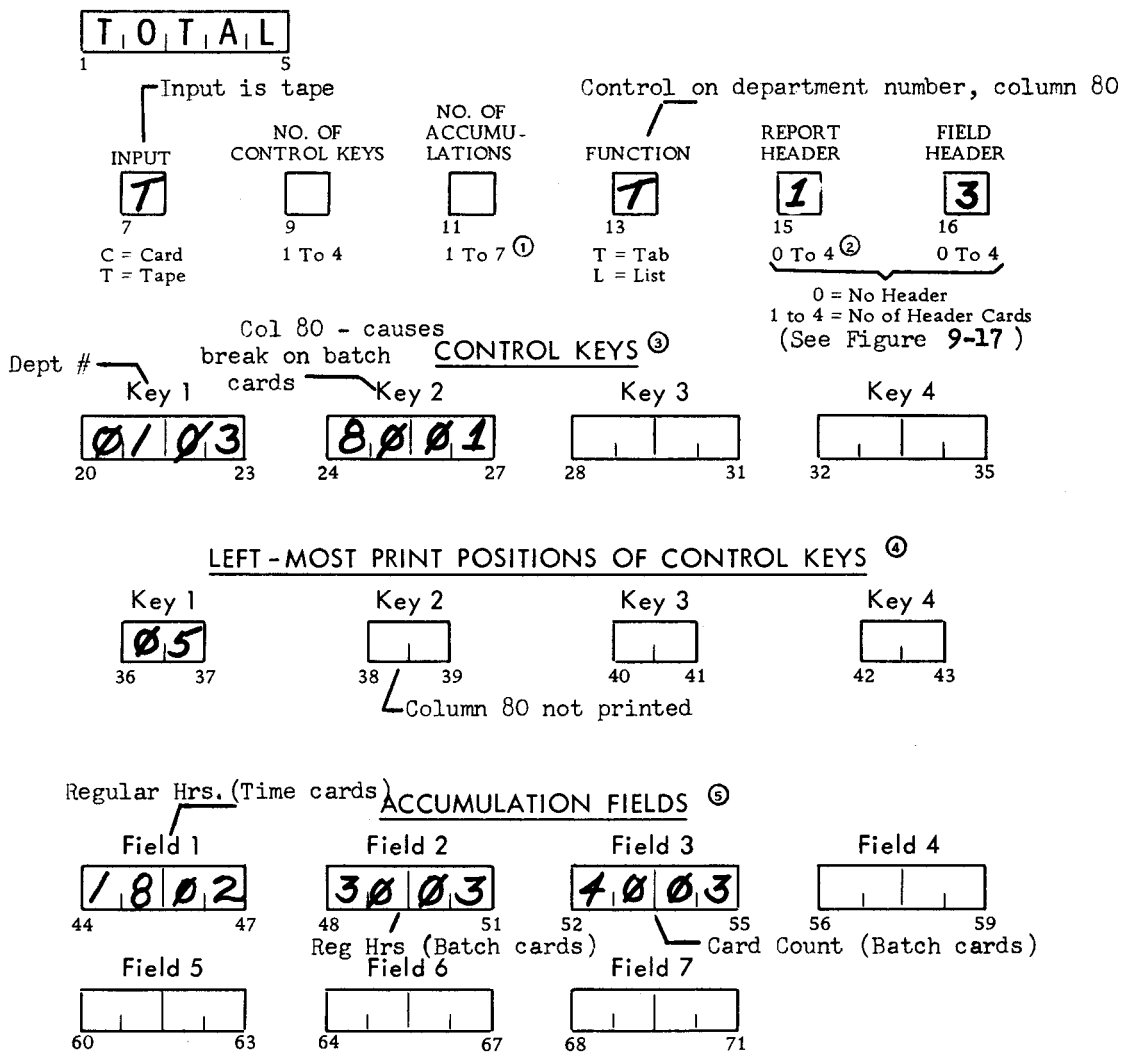 TOTAL
1 5
Input is tape Control on department number, column 80
INPUT NO. OF CONTROL KEYS NO. OF ACCUMU- LATIONS FUNCTION REPORT HEADER FIELD HEADER
T T 1 3
7 9 11 13 15 16
C = Card 1 To 4 1 To 7 ① T = Tab 0 To 4 ② 0 To 4
T = Tape L = List
0 = No Header
1 to 4 = No of Header Cards
(See Figure 9-17)
Col 80 - causes
break on batch
cards
CONTROL KEYS ③
Dept #
Key 1 Key 2 Key 3 Key 4
Ø1Ø3 8ØØ1
20 23 24 27 28 31 32 35
LEFT-MOST PRINT POSITIONS OF CONTROL KEYS ④
Key 1 Key 2 Key 3 Key 4
Ø5
36 37 38 39 40 41 42 43
Column 80 not printed
Regular Hrs. (Time cards)
ACCUMULATION FIELDS ⑤
Field 1 Field 2 Field 3 Field 4
18Ø2 3ØØ3 4ØØ3
44 47 48 51 52 55 56 59
Reg Hrs (Batch cards) Card Count (Batch cards)
Field 5 Field 6 Field 7
60 63 64 67 68 71